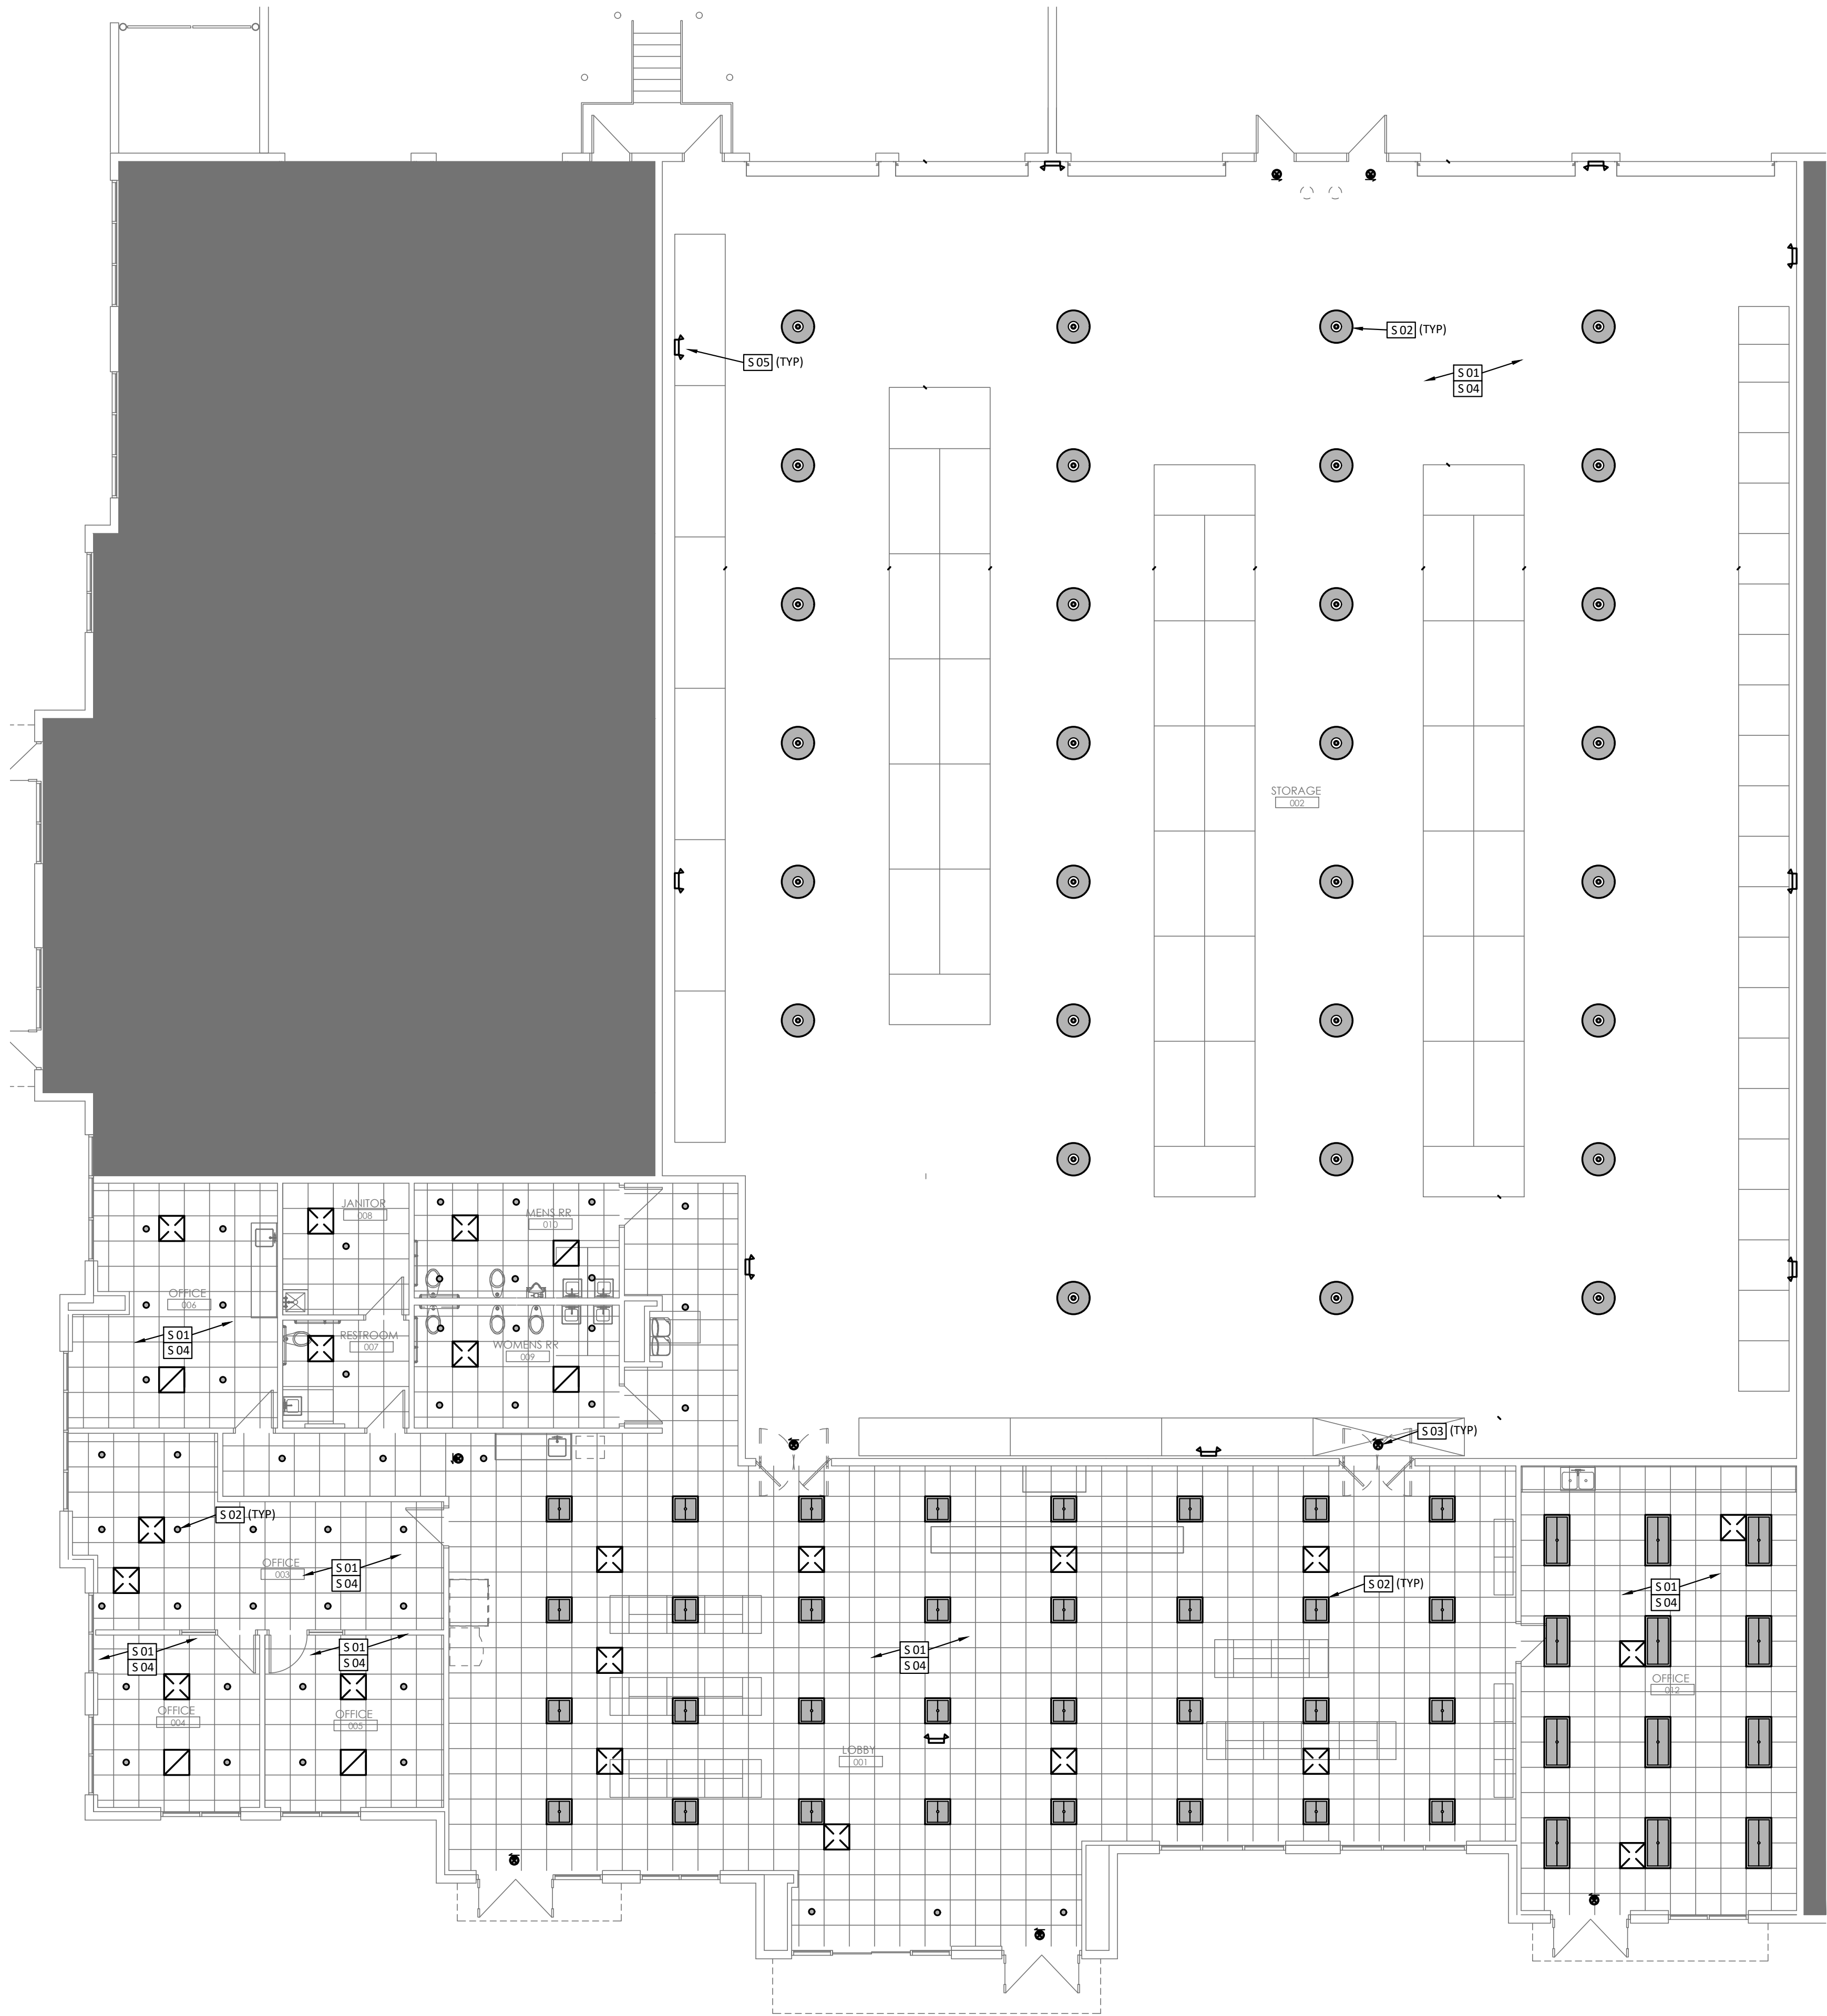 S 02 (TYP)
S 05 (TYP)
S 01
S 04
STORAGE
002
JANITOR
008
MENS RR
010
OFFICE
006
S 01
S 04
RESTROOM
007
WOMENS RR
009
S 03 (TYP)
S 02 (TYP)
OFFICE
003
S 01
S 04
S 02 (TYP)
S 01
S 04
S 01
S 04
S 01
S 04
S 01
S 04
OFFICE
012
OFFICE
004
OFFICE
005
LOBBY
001